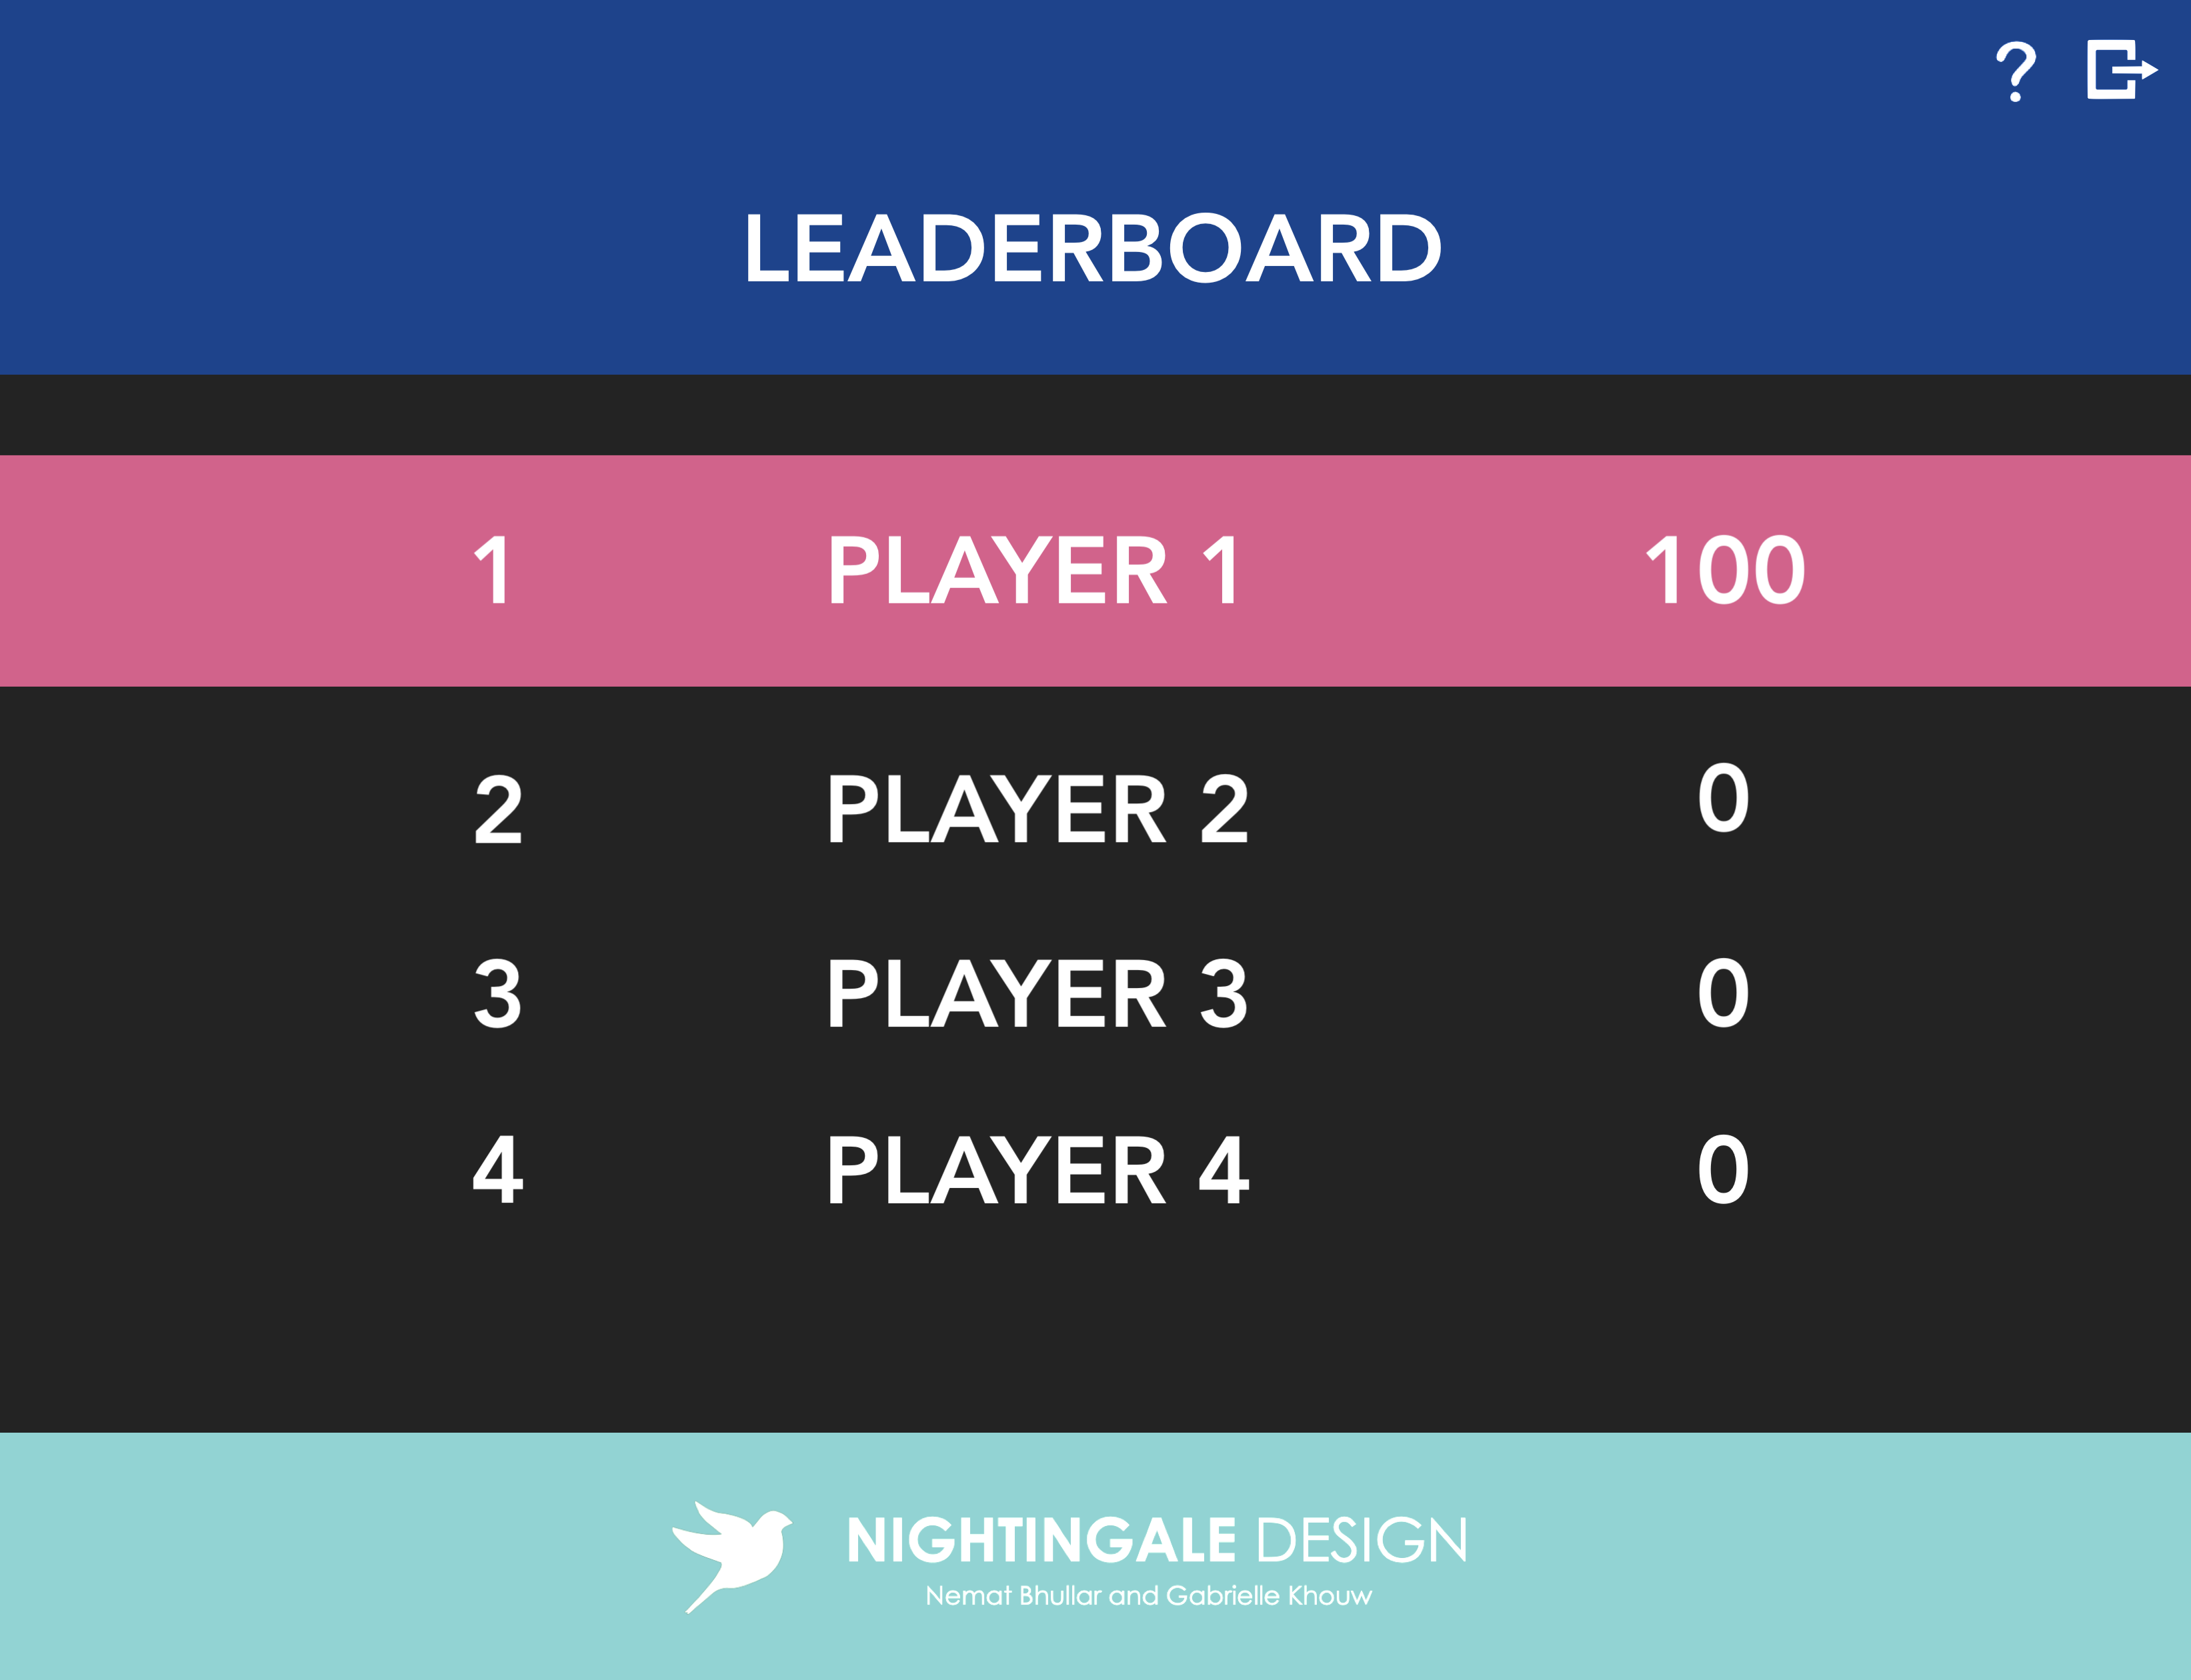 ?
LEADERBOARD
1 PLAYER 1 100
2 PLAYER 2 0
3 PLAYER 3 0
4 PLAYER 4 0
NIGHTINGALE DESIGN
Nemat Bhullar and Gabrielle Khouw